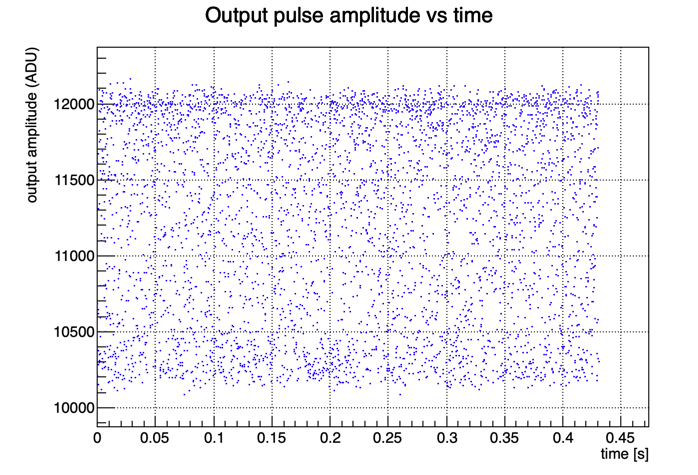 Output pulse amplitude vs time
output amplitude (ADU)
12000
11500
11000
10500
10000
0 0.05 0.1 0.15 0.2 0.25 0.3 0.35 0.4 0.45
time [s]